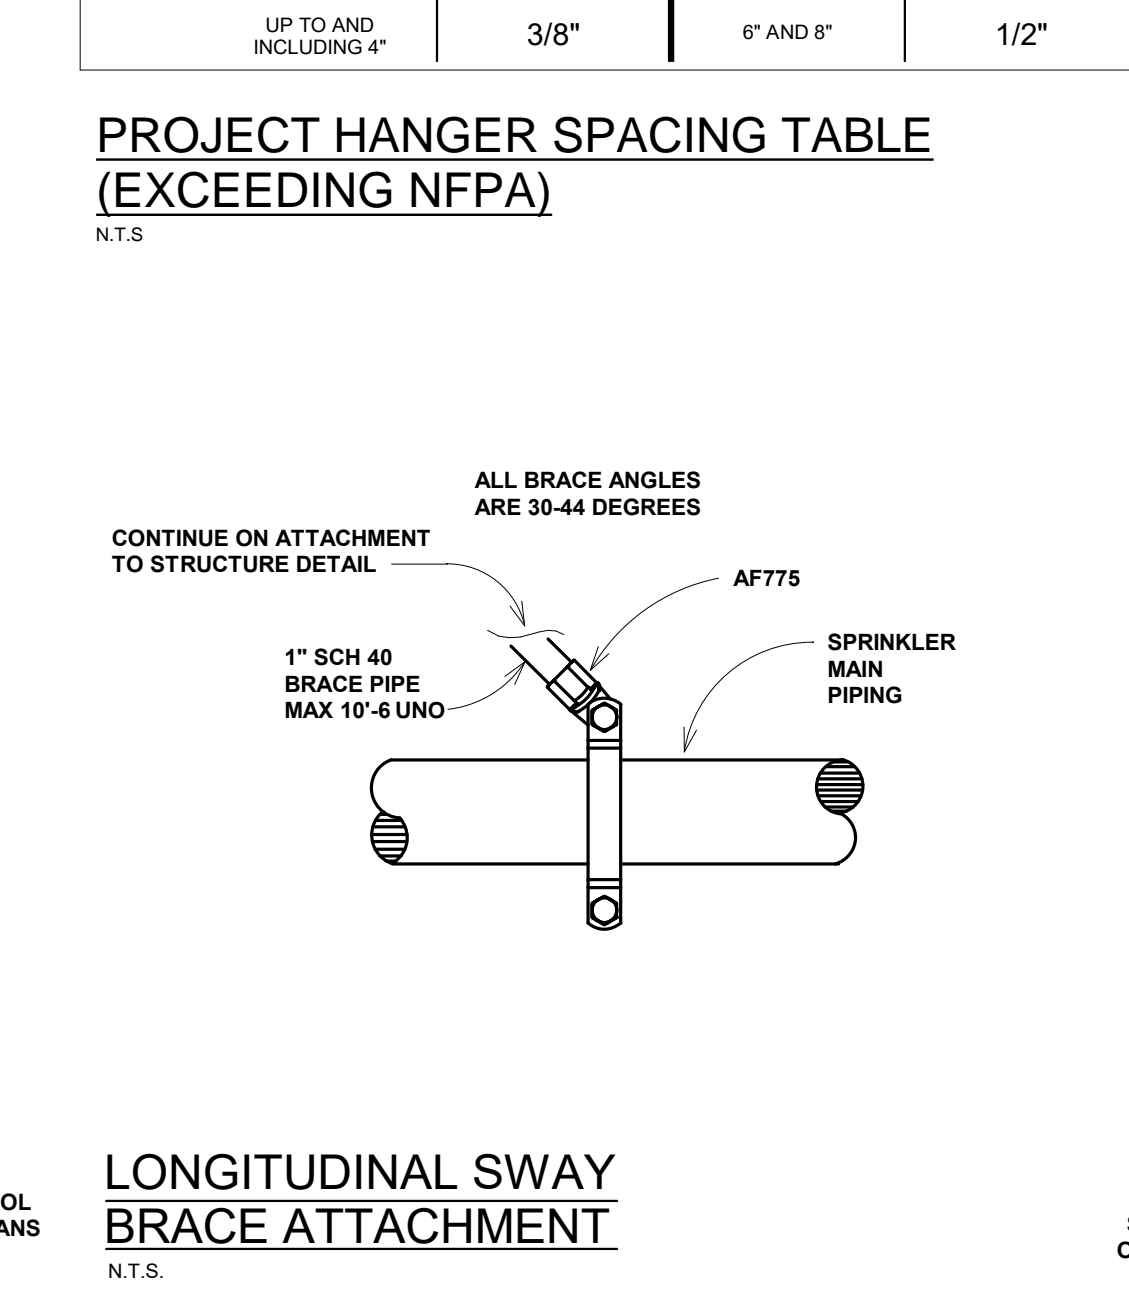 UP TO AND
INCLUDING 4"
3/8"
6" AND 8"
1/2"
PROJECT HANGER SPACING TABLE
(EXCEEDING NFPA)
N.T.S
ALL BRACE ANGLES
ARE 30-44 DEGREES
CONTINUE ON ATTACHMENT
TO STRUCTURE DETAIL
AF775
1" SCH 40
BRACE PIPE
MAX 10'-6 UNO
SPRINKLER
MAIN
PIPING
LONGITUDINAL SWAY
BRACE ATTACHMENT
N.T.S.
OL
ANS